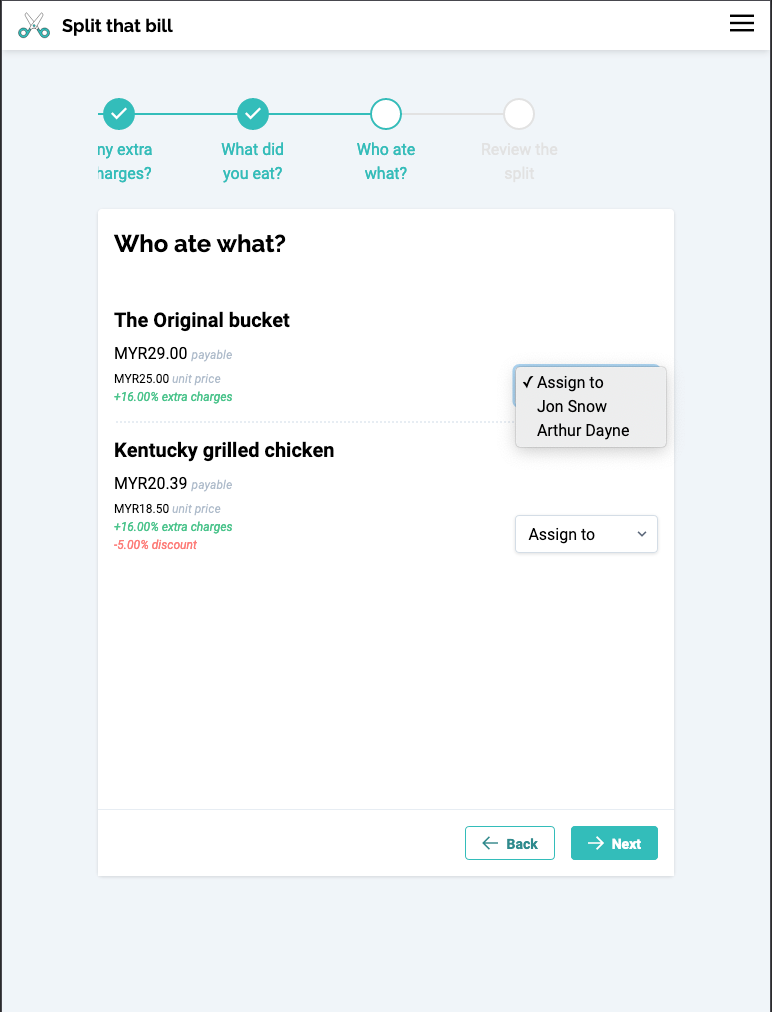 Split that bill
ny extra
harges?
What did
you eat?
Who ate
what?
Review the
split
Who ate what?
The Original bucket
MYR29.00 payable
MYR25.00 unit price
+16.00% extra charges
✓ Assign to
Jon Snow
Arthur Dayne
Kentucky grilled chicken
MYR20.39 payable
MYR18.50 unit price
+16.00% extra charges
-5.00% discount
Assign to
Back
Next